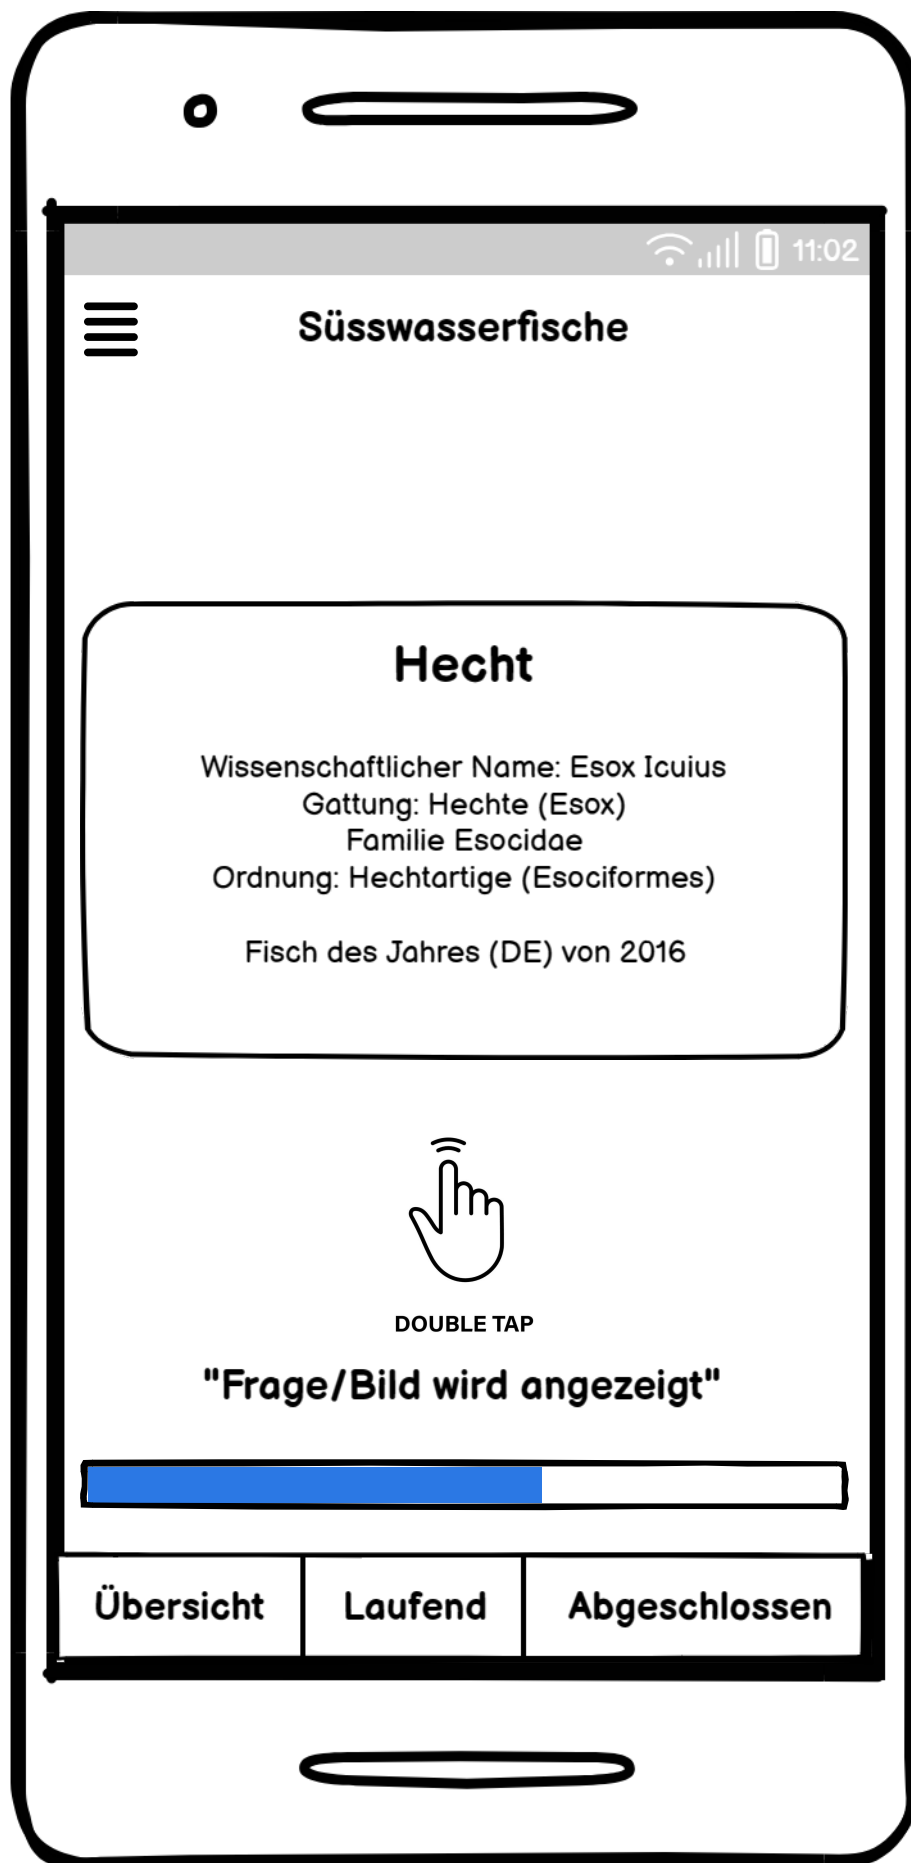 11:02
Süsswasserfische
Hecht
Wissenschaftlicher Name: Esox Icuius
Gattung: Hechte (Esox)
Familie Esocidae
Ordnung: Hechtartige (Esociformes)
Fisch des Jahres (DE) von 2016
DOUBLE TAP
"Frage/Bild wird angezeigt"
Übersicht Laufend Abgeschlossen